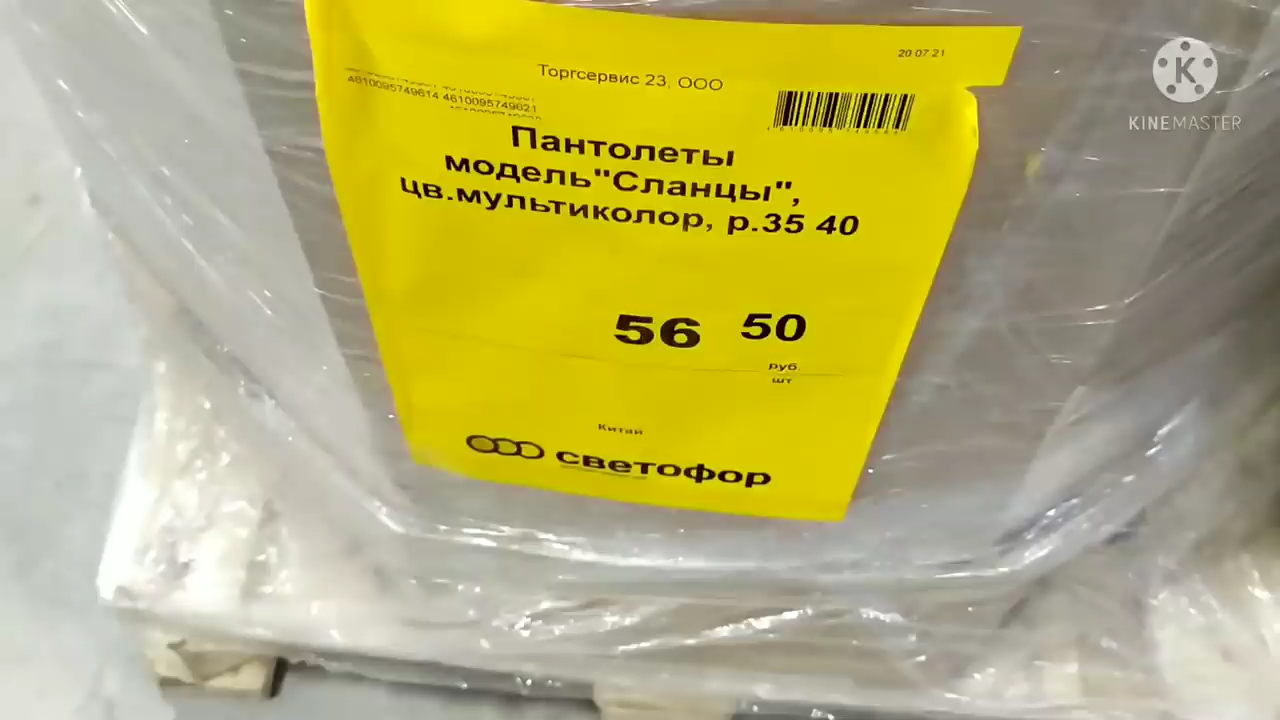 20 07 21
Торгсервис 23, ООО
4610095749614 4610095749621
Пантолеты
модель"Сланцы",
цв.мультиколор, р.35 40
56 50
руб.
шт
Китай
светофор
K
KINEMASTER